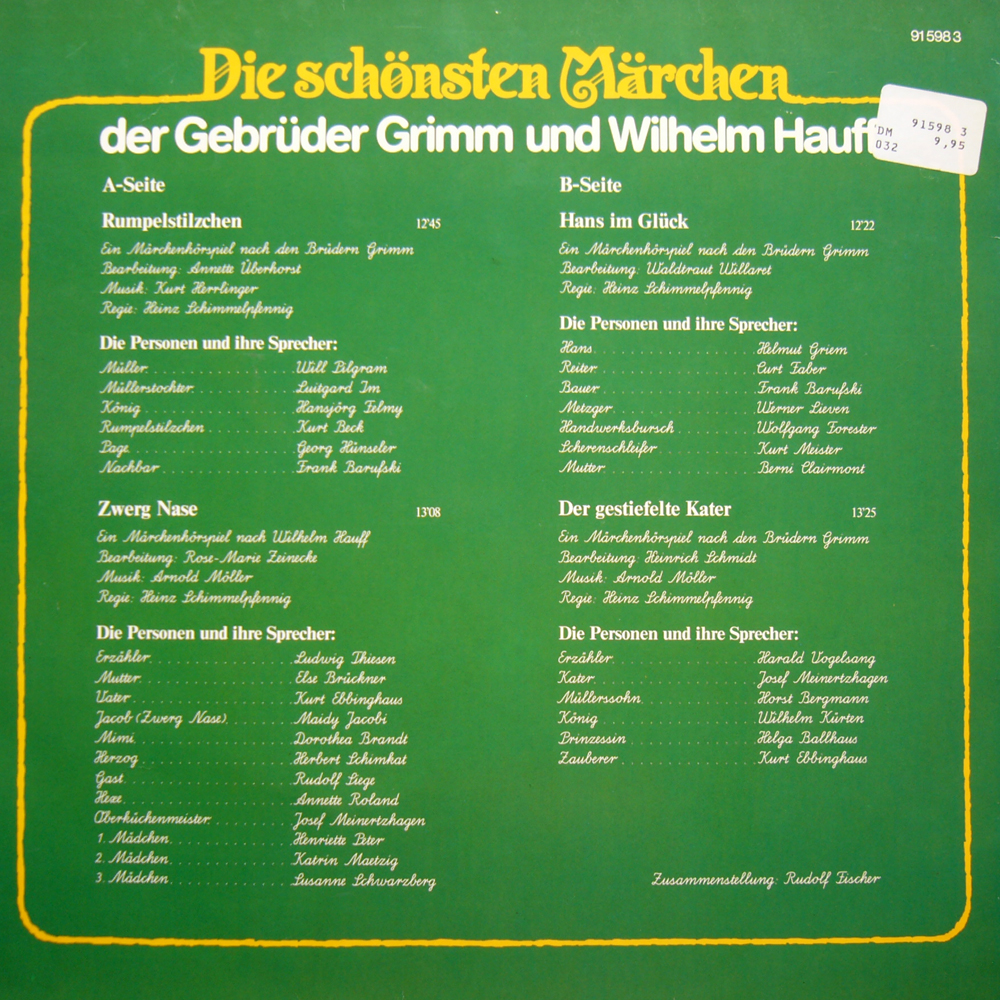 91 598 3
Die schönsten Märchen
der Gebrüder Grimm und Wilhelm Hauff
91598 3
DM 9,95
032
A-Seite
Rumpelstilzchen 12'45
Ein Märchenhörspiel nach den Brüdern Grimm
Bearbeitung: Annette Überhorst
Musik: Kurt Herrlinger
Regie: Heinz Schimmelpfennig
Die Personen und ihre Sprecher:
Müller Will Pilgram
Müllerstochter Luitgard Im
König Hansjörg Felmy
Rumpelstilzchen Kurt Beck
Page Georg Hünseler
Nachbar Frank Barufski
Zwerg Nase 13'08
Ein Märchenhörspiel nach Wilhelm Hauff
Bearbeitung: Rose-Marie Zeinecke
Musik: Arnold Möller
Regie: Heinz Schimmelpfennig
Die Personen und ihre Sprecher:
Erzähler Ludwig Thiesen
Mutter Else Brückner
Vater Kurt Ebbinghaus
Jacob (Zwerg Nase) Maidy Jacobi
Mimi Dorothea Brandt
Herzog Herbert Schimkat
Gast Rudolf Siege
Hexe Annette Roland
Oberküchenmeister Josef Meinertzhagen
1. Mädchen Henriette Peter
2. Mädchen Katrin Maetzig
3. Mädchen Susanne Schwarzberg
B-Seite
Hans im Glück 12'22
Ein Märchenhörspiel nach den Brüdern Grimm
Bearbeitung: Waldtraut Willaret
Regie: Heinz Schimmelpfennig
Die Personen und ihre Sprecher:
Hans Helmut Griem
Reiter Curt Faber
Bauer Frank Barufski
Metzger Werner Lieven
Handwerksbursch Wolfgang Forester
Scherenschleifer Kurt Meister
Mutter Berni Clairmont
Der gestiefelte Kater 13'25
Ein Märchenhörspiel nach den Brüdern Grimm
Bearbeitung: Heinrich Schmidt
Musik: Arnold Möller
Regie: Heinz Schimmelpfennig
Die Personen und ihre Sprecher:
Erzähler Harald Vogelsang
Kater Josef Meinertzhagen
Müllerssohn Horst Bergmann
König Wilhelm Kürten
Prinzessin Helga Ballhaus
Zauberer Kurt Ebbinghaus
Zusammenstellung: Rudolf Fischer